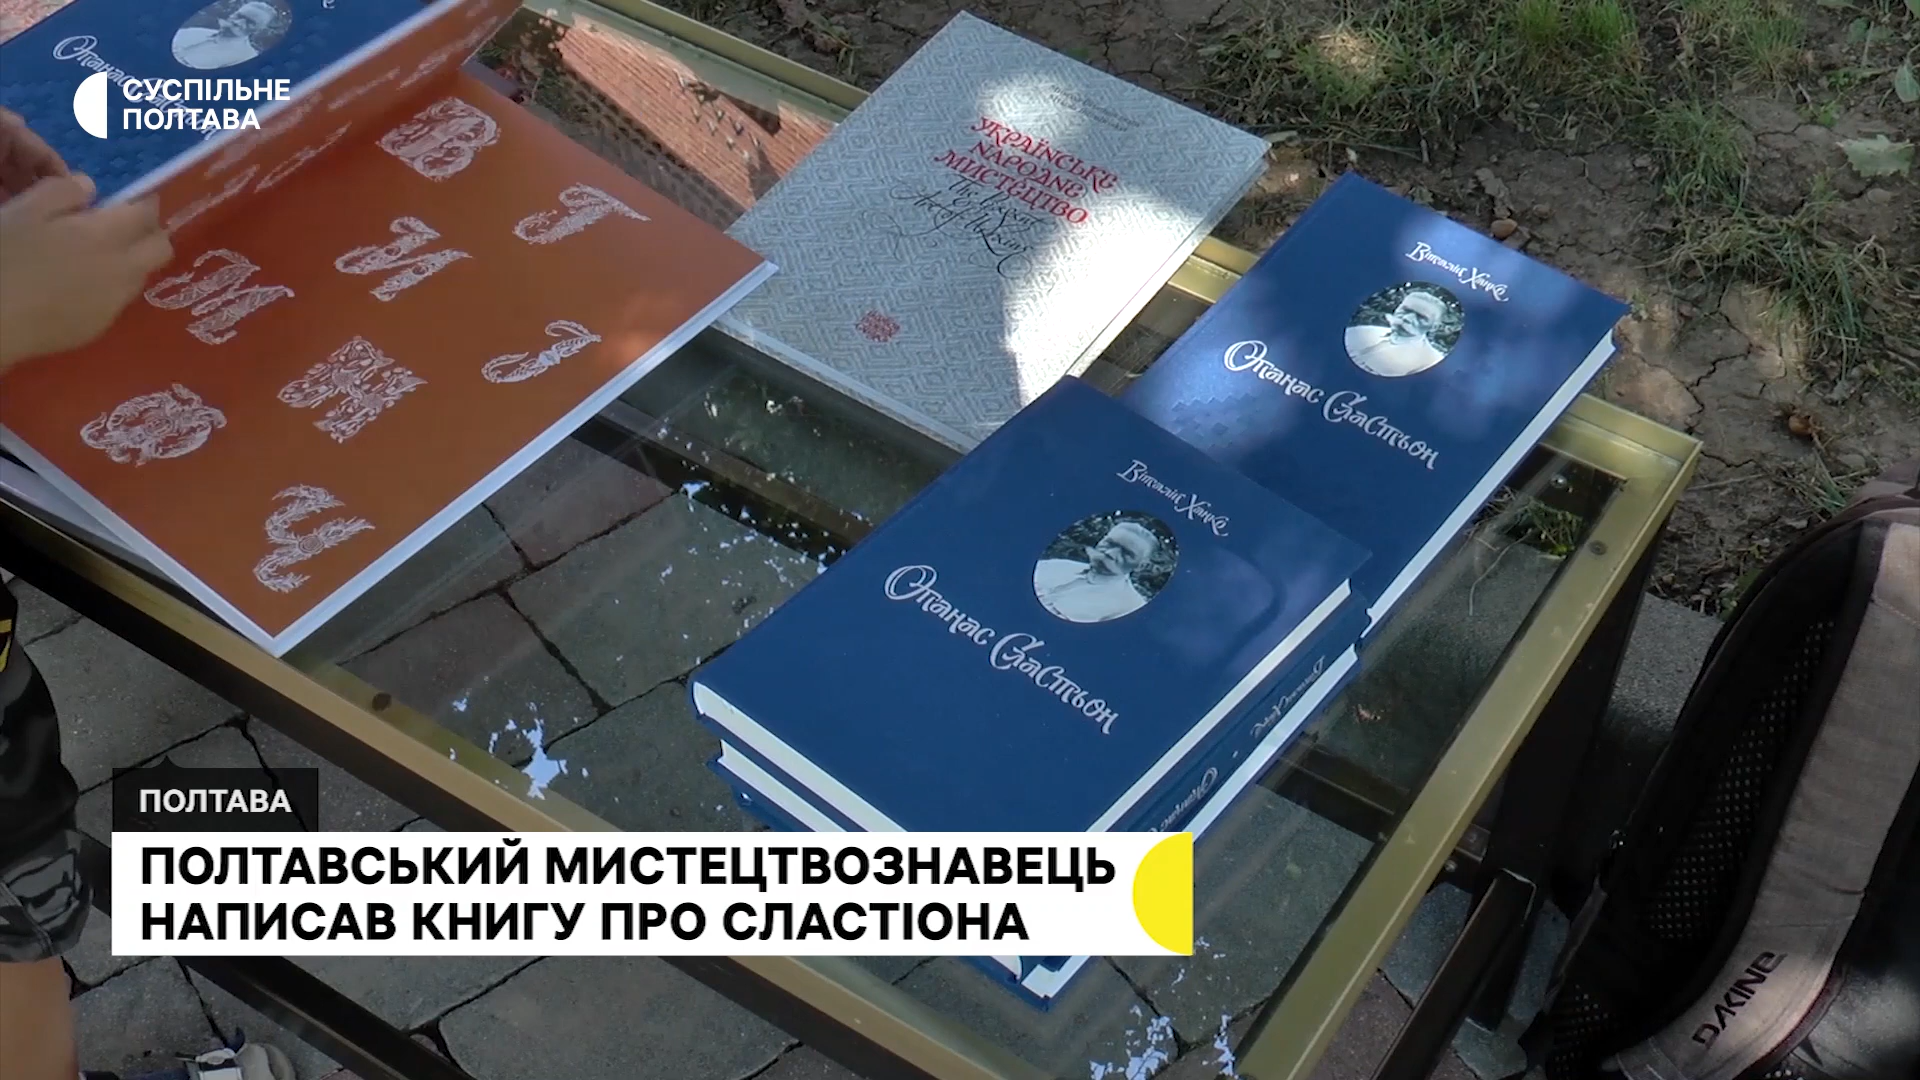 СУСПІЛЬНЕ
ПОЛТАВА
Опанас
УКРАЇНСЬКЕ
НАРОДНЕ
МИСТЕЦТВО
Віталій Ханко
Опанас Сластьон
Віталій Ханко
Опанас Сластьон
DAKINE
ПОЛТАВА
ПОЛТАВСЬКИЙ МИСТЕЦТВОЗНАВЕЦЬ
НАПИСАВ КНИГУ ПРО СЛАСТІОНА